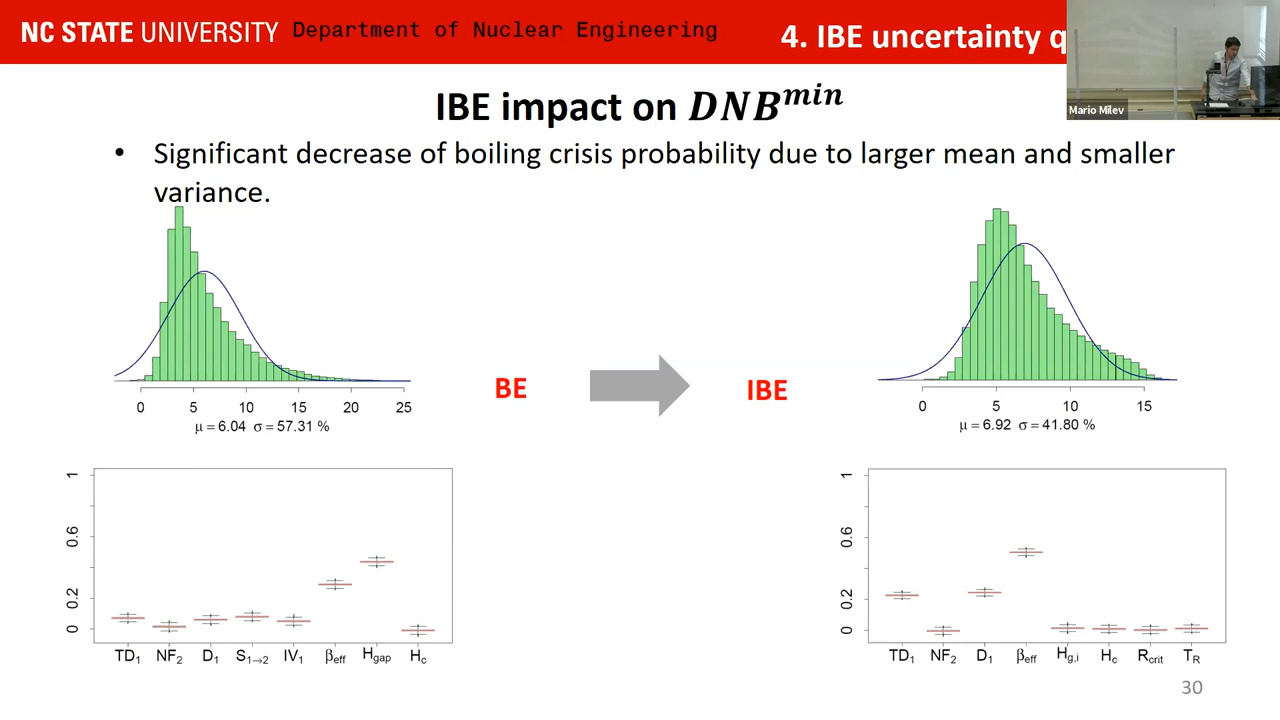 NC STATE UNIVERSITY Department of Nuclear Engineering
4. IBE uncertainty q
Mario Milev
IBE impact on DNB^min
• Significant decrease of boiling crisis probability due to larger mean and smaller
variance.
0 5 10 15 20 25
μ = 6.04 σ = 57.31 %
BE
IBE
0 5 10 15
μ = 6.92 σ = 41.80 %
1
0.6
0.2
0
TD₁ NF₂ D₁ S₁→₂ IV₁ βeff Hgap Hc
1
0.6
0.2
0
TD₁ NF₂ D₁ βeff Hg,i Hc Rcrit TR
30